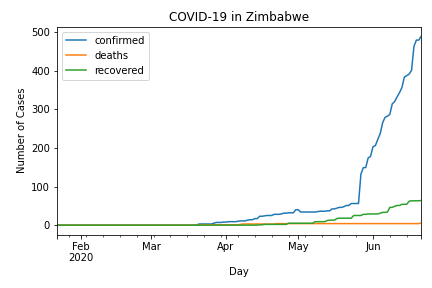 COVID-19 in Zimbabwe
confirmed
deaths
recovered
Number of Cases
500
400
300
200
100
0
Feb
2020
Mar
Apr
May
Jun
Day